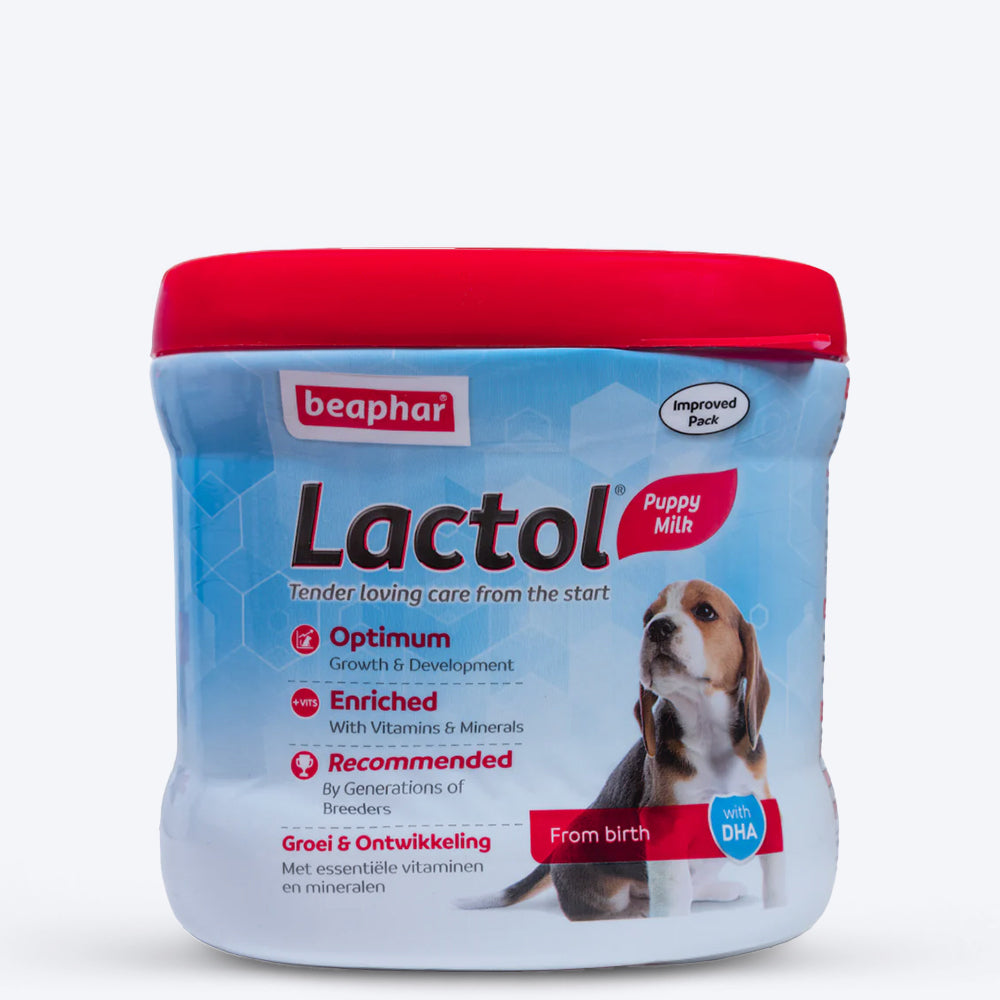 beaphar®
Improved
Pack
Lactol®
Puppy
Milk
Tender loving care from the start
Optimum
Growth & Development
+VITS
Enriched
With Vitamins & Minerals
Recommended
By Generations of
Breeders
Groei & Ontwikkeling
Met essentiële vitaminen
en mineralen
From birth
with
DHA